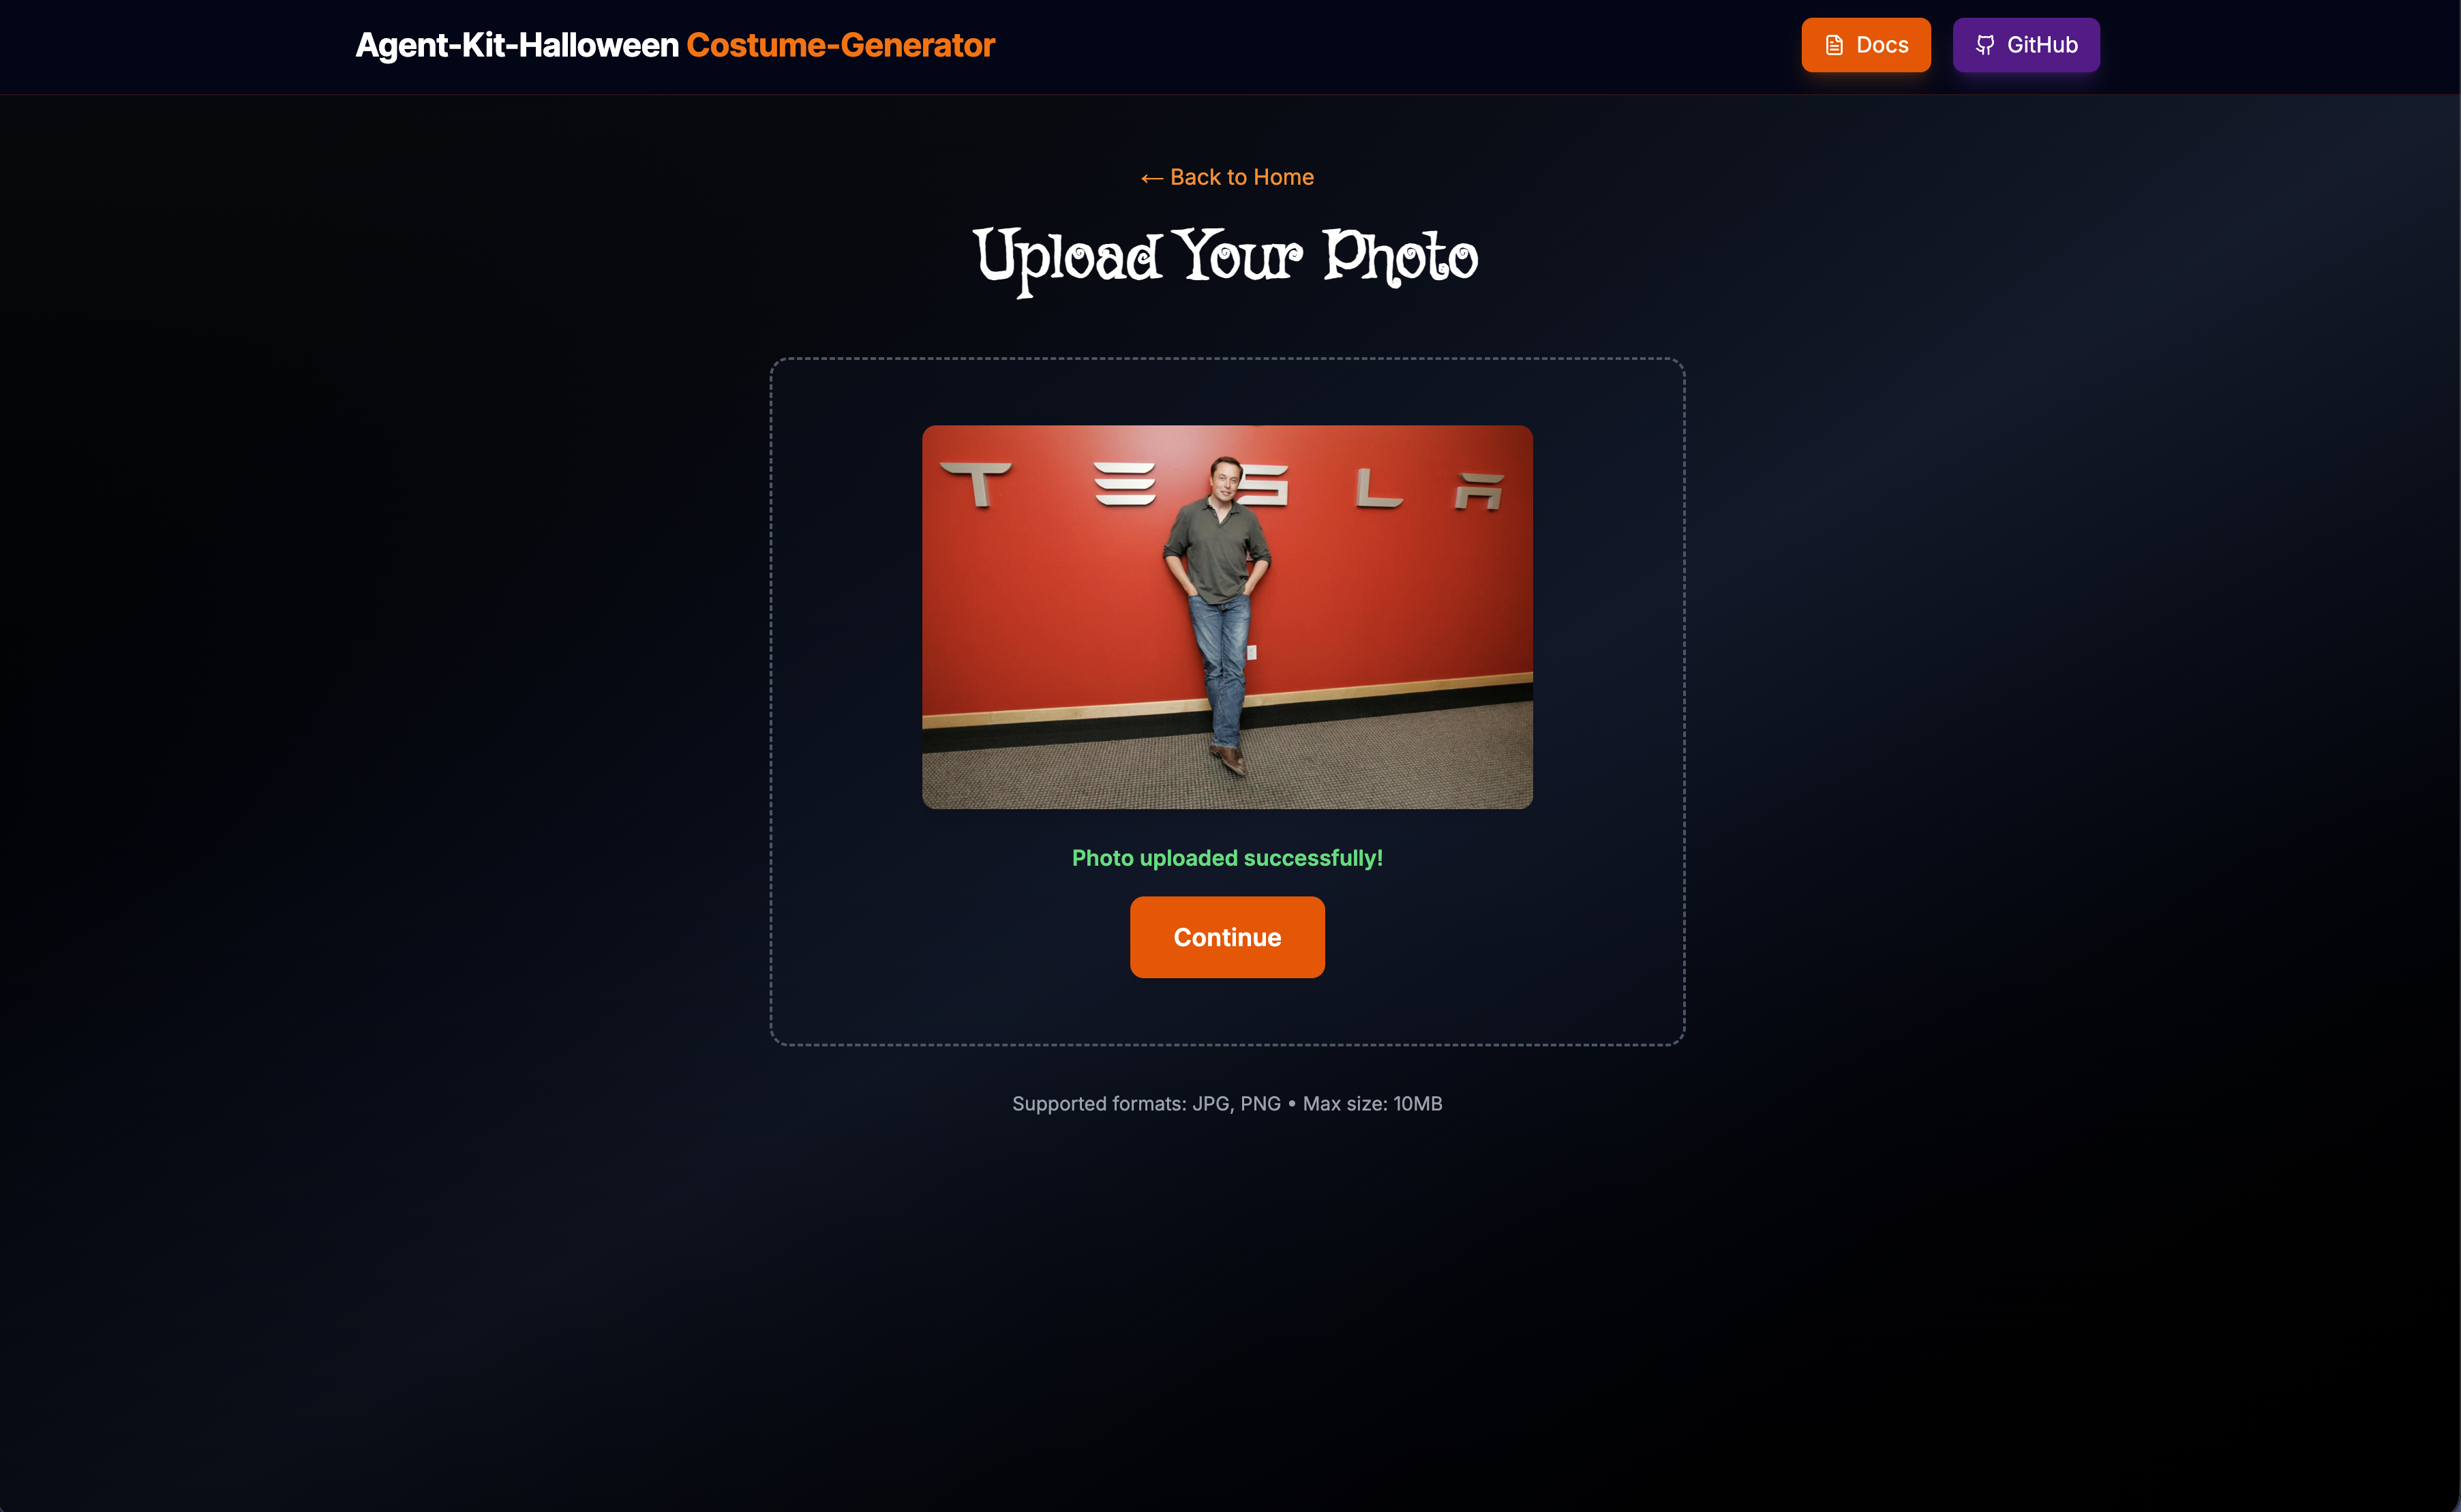 Agent-Kit-Halloween Costume-Generator
Docs
GitHub
← Back to Home
Upload Your Photo
TESLA
Photo uploaded successfully!
Continue
Supported formats: JPG, PNG • Max size: 10MB